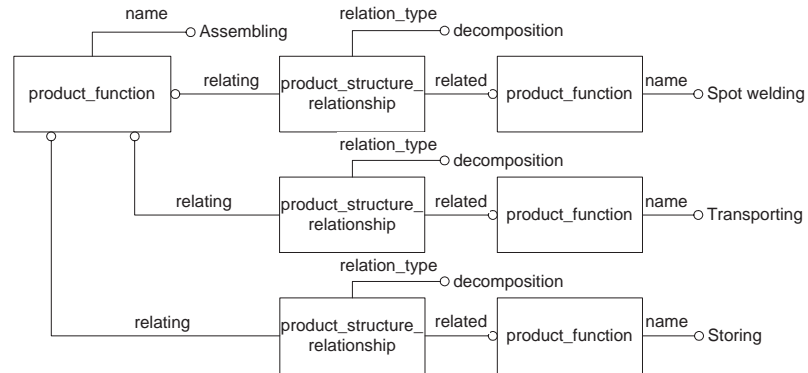 name
Assembling
relation_type
decomposition
product_function
relating
product_structure_
relationship
related
product_function
name
Spot welding
relation_type
decomposition
relating
product_structure_
relationship
related
product_function
name
Transporting
relation_type
decomposition
relating
product_structure_
relationship
related
product_function
name
Storing